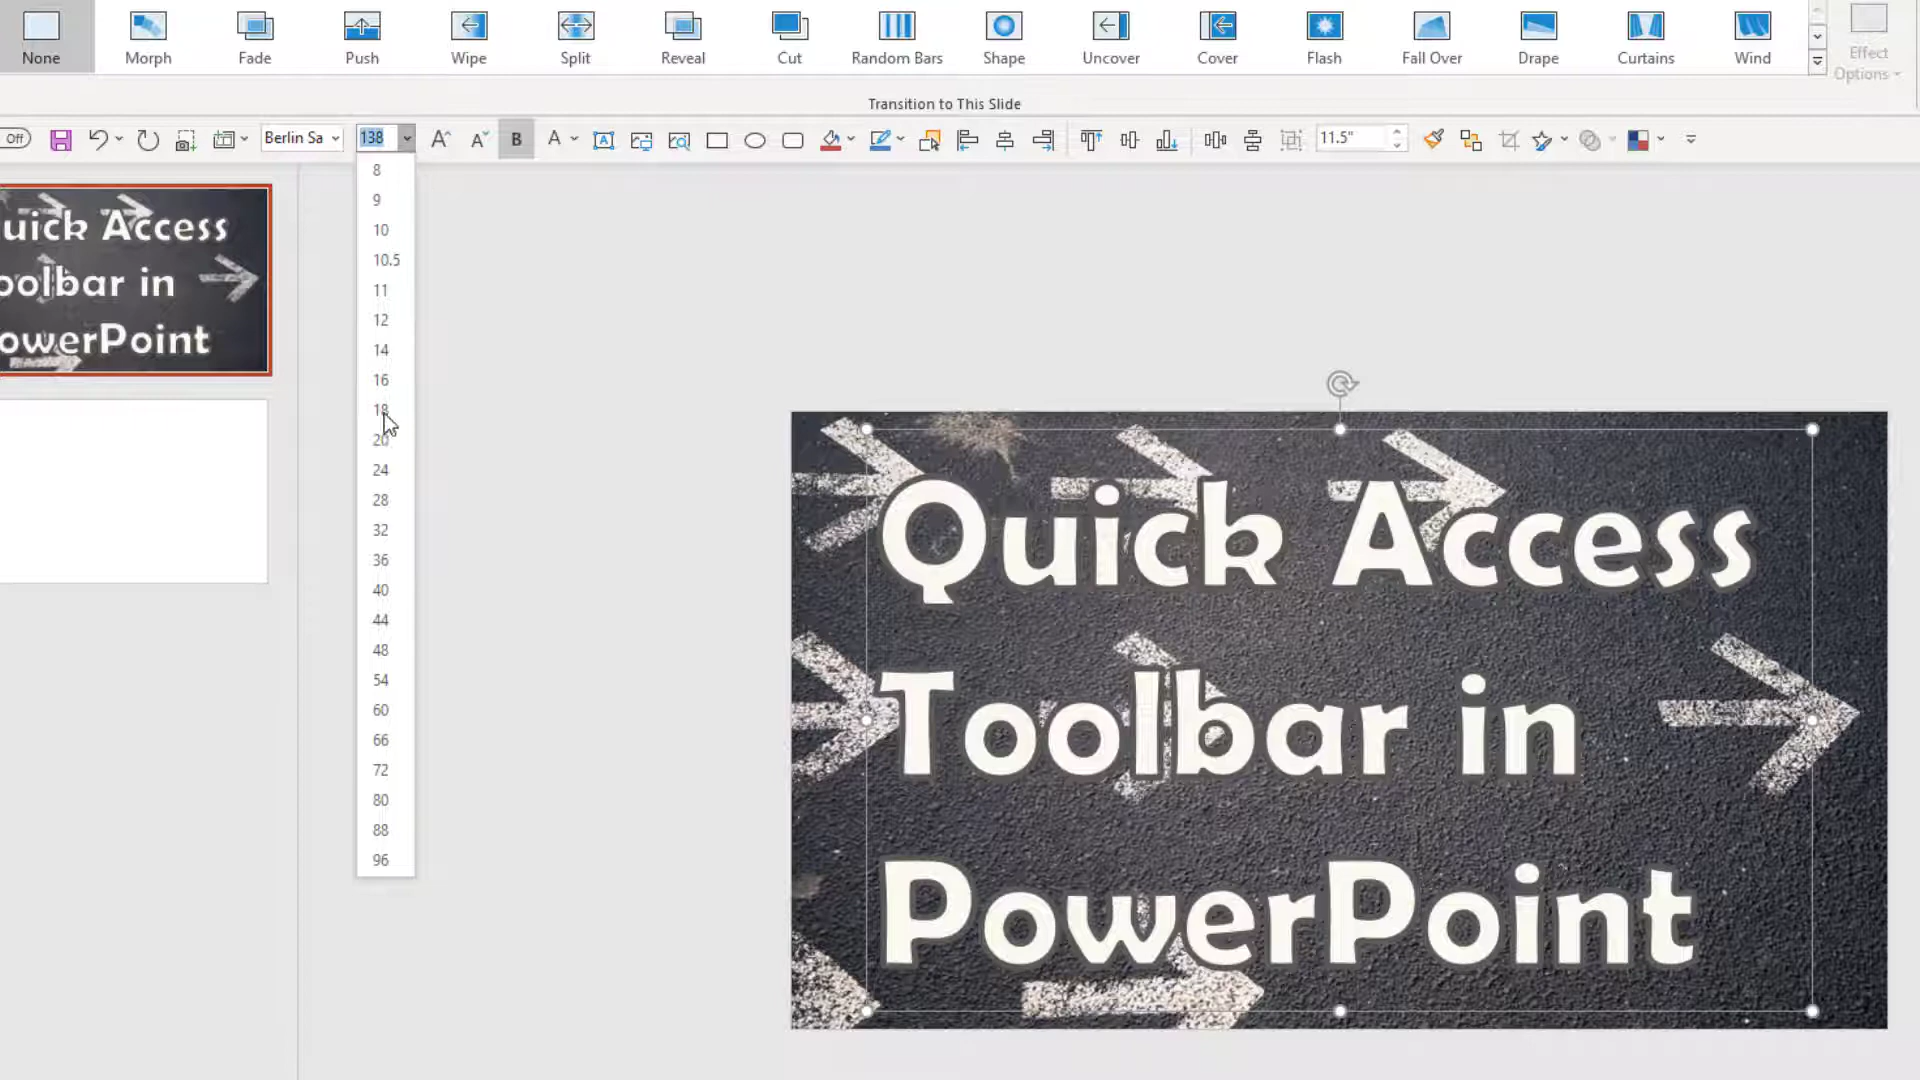 None Morph Fade Push Wipe Split Reveal Cut Random Bars Shape Uncover Cover Flash Fall Over Drape Curtains Wind Effect
Options
Transition to This Slide
Off Berlin Sa 138 A A B A A 11.5"
8
9
10
10.5
11
12
14
16
18
20
24
28
32
36
40
44
48
54
60
66
72
80
88
96
uick Access
oolbar in
owerPoint
Quick Access
Toolbar in
PowerPoint